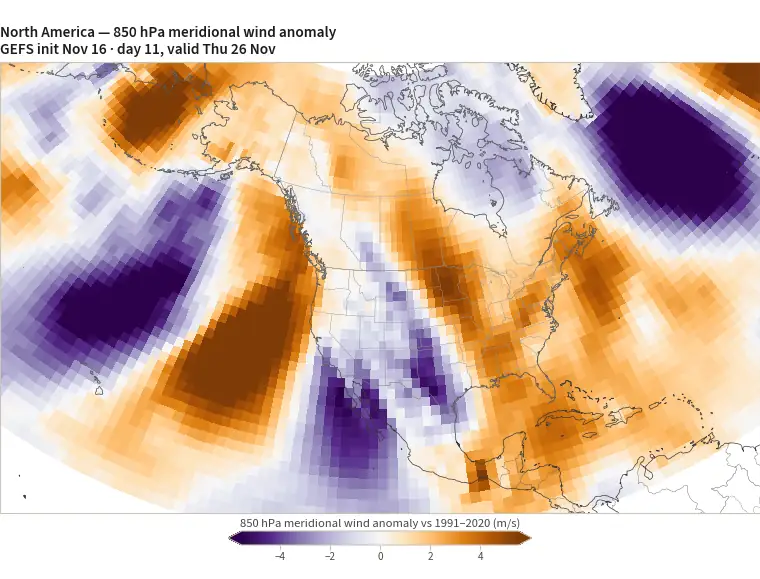 North America — 850 hPa meridional wind anomaly
GEFS init Nov 16 · day 11, valid Thu 26 Nov
850 hPa meridional wind anomaly vs 1991–2020 (m/s)
−4 −2 0 2 4